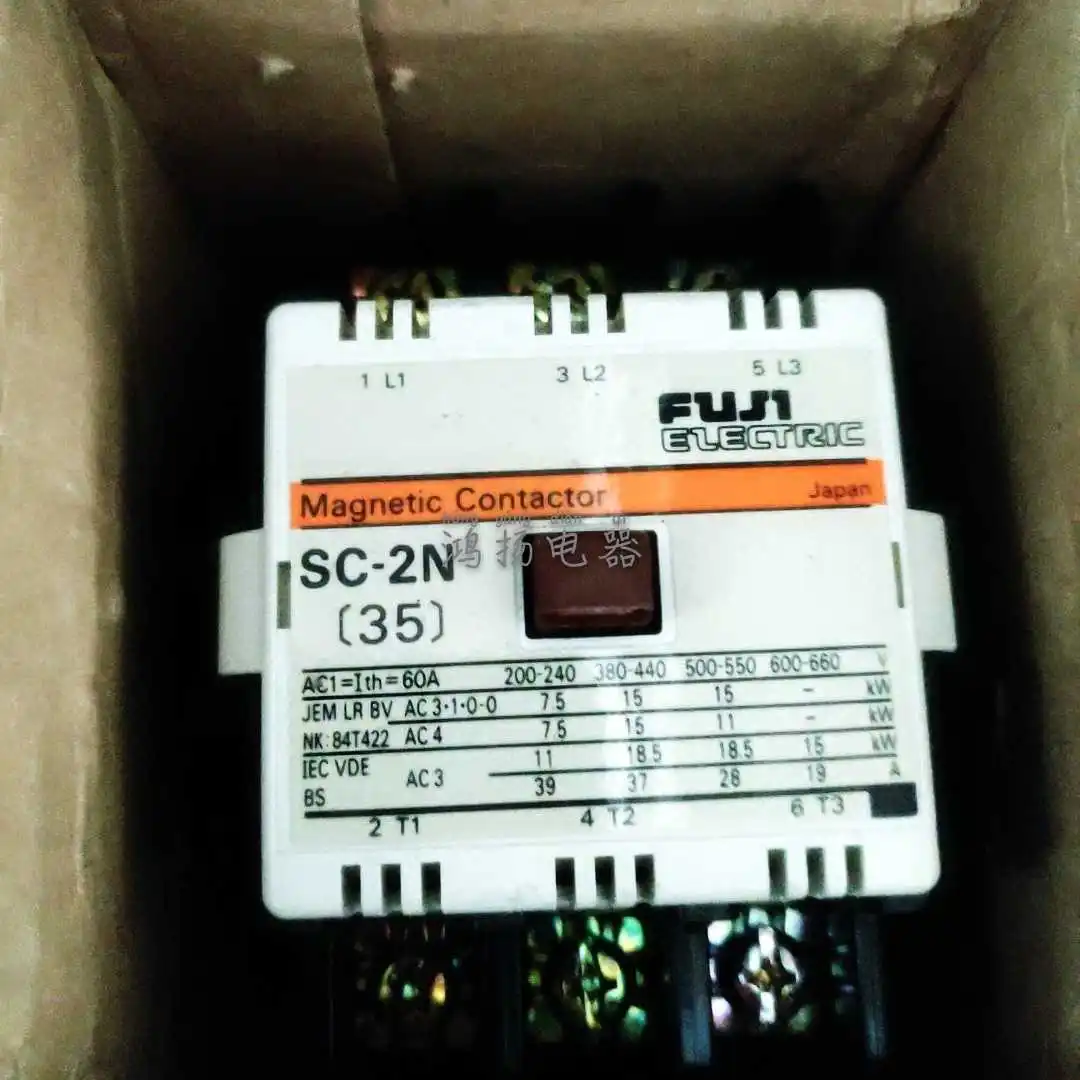 1 L1 3 L2 5 L3
FUJI
ELECTRIC
Magnetic Contactor Japan
鸿扬电器
SC-2N
(35)
AC1=Ith=60A 200-240 380-440 500-550 600-660 V
JEM LR BV AC 3·1·0-0 7.5 15 15 – kW
NK:84T422 AC 4 7.5 15 11 – kW
IEC VDE AC 3 11 18.5 18.5 15 kW
BS 39 37 28 19 A
2 T1 4 T2 6 T3